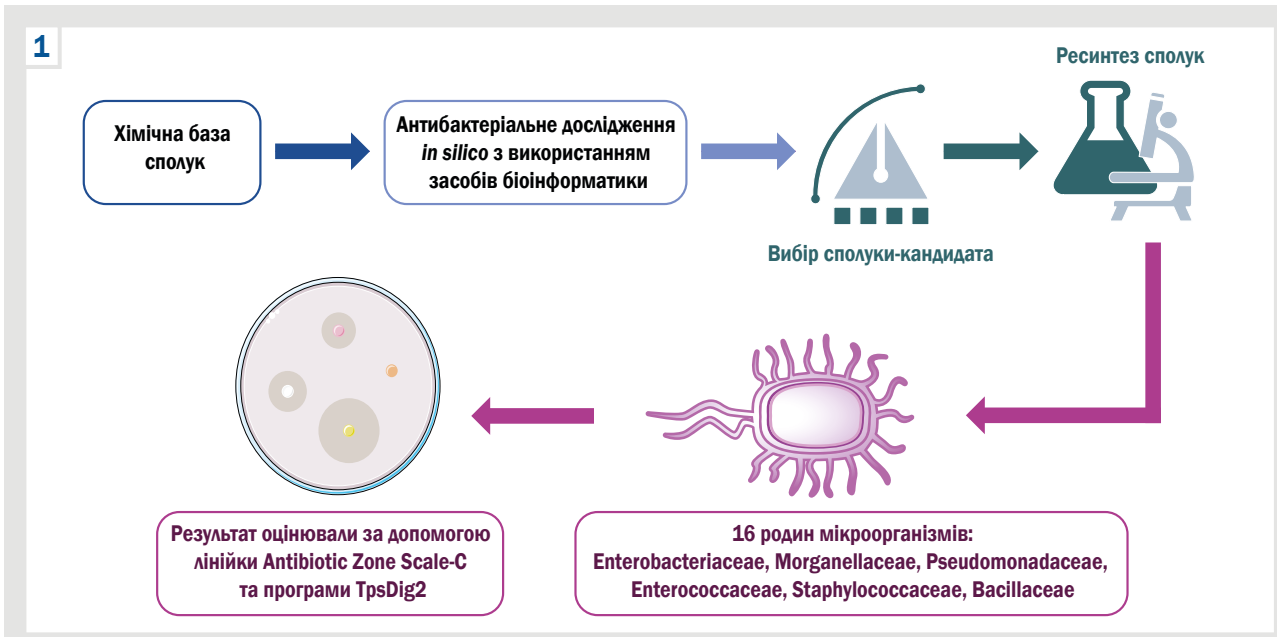 1
Хімічна база
сполук
Антибактеріальне дослідження
in silico з використанням
засобів біоінформатики
Вибір сполуки-кандидата
Ресинтез сполук
16 родин мікроорганізмів:
Enterobacteriaceae, Morganellaceae, Pseudomonadaceae,
Enterococcaceae, Staphylococcaceae, Bacillaceae
Результат оцінювали за допомогою
лінійки Antibiotic Zone Scale-C
та програми TpsDig2